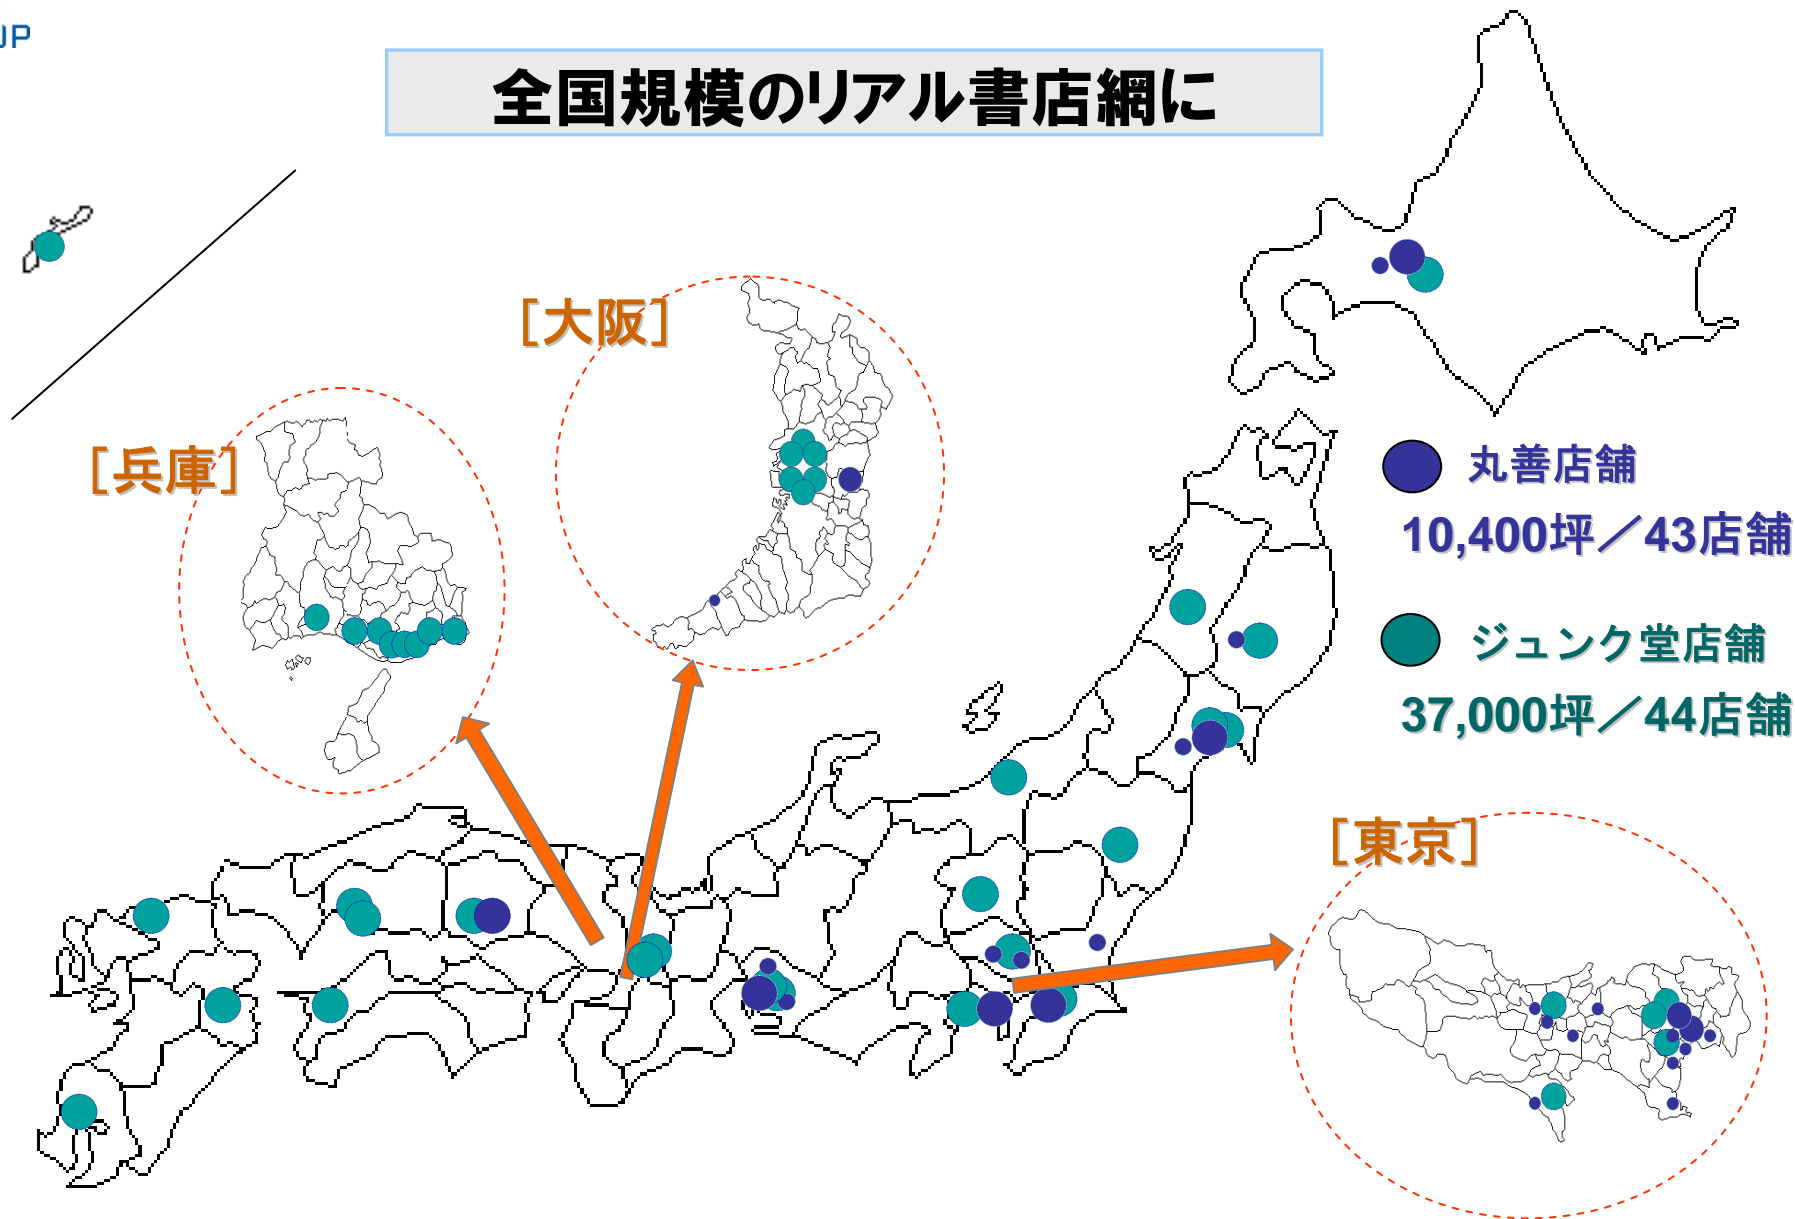 JP
全国規模のリアル書店網に
［大阪］
［兵庫］
丸善店舗
10,400坪／43店舗
ジュンク堂店舗
37,000坪／44店舗
［東京］